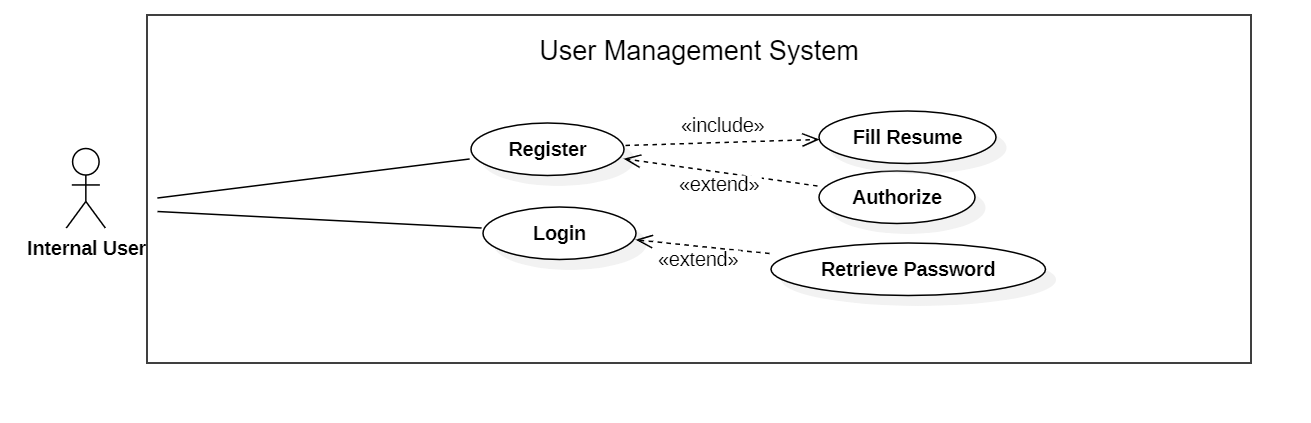 User Management System
«include»
Register
Fill Resume
«extend»
Authorize
Internal User
Login
«extend»
Retrieve Password